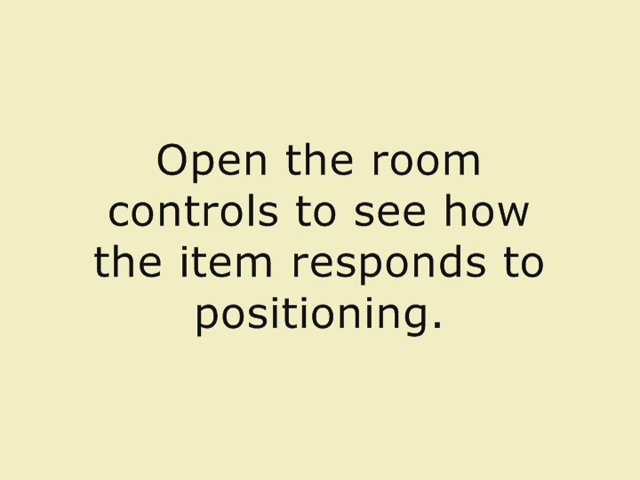 Open the room
controls to see how
the item responds to
positioning.